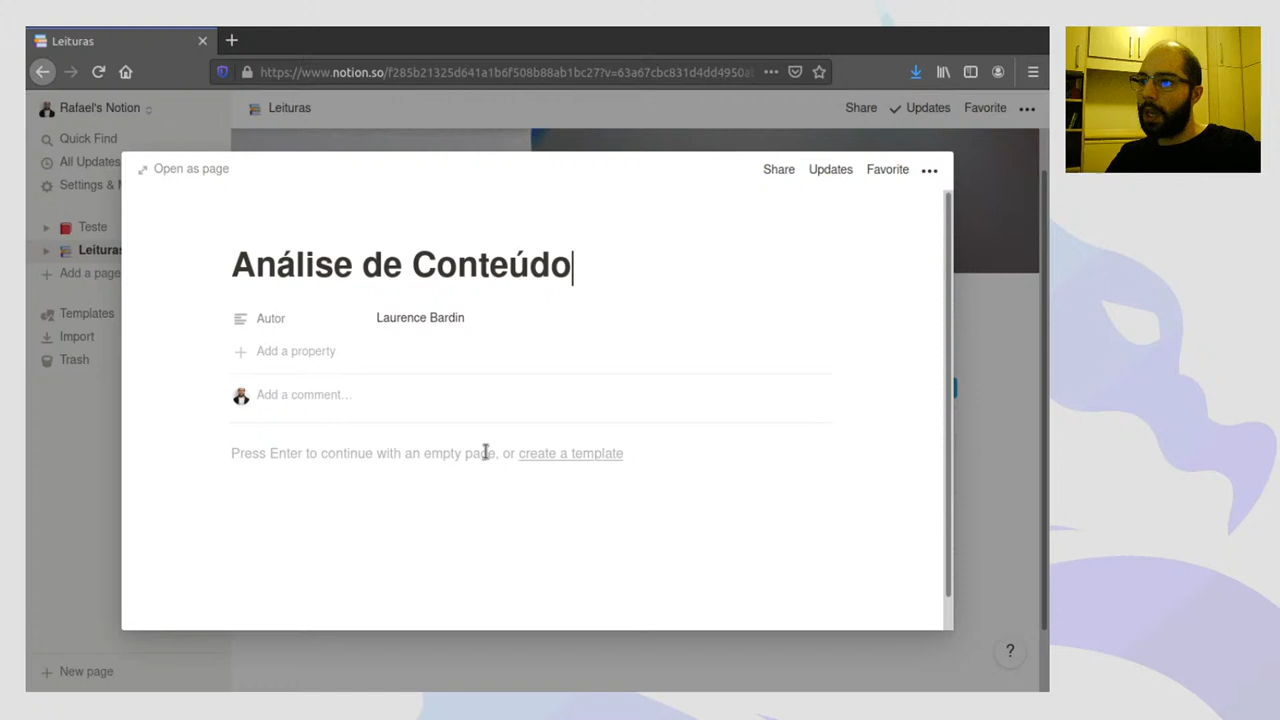 Leituras
https://www.notion.so/f285b21325d641a1b6f508b88ab1bc27?v=63a67cbc831d4dd4950a
Rafael's Notion
Leituras
Share
Updates
Favorite
Quick Find
All Updates
Settings & M
Teste
Leituras
Add a page
Templates
Import
Trash
New page
Open as page
Share
Updates
Favorite
Análise de Conteúdo
Autor
Laurence Bardin
Add a property
Add a comment...
Press Enter to continue with an empty page, or create a template
?